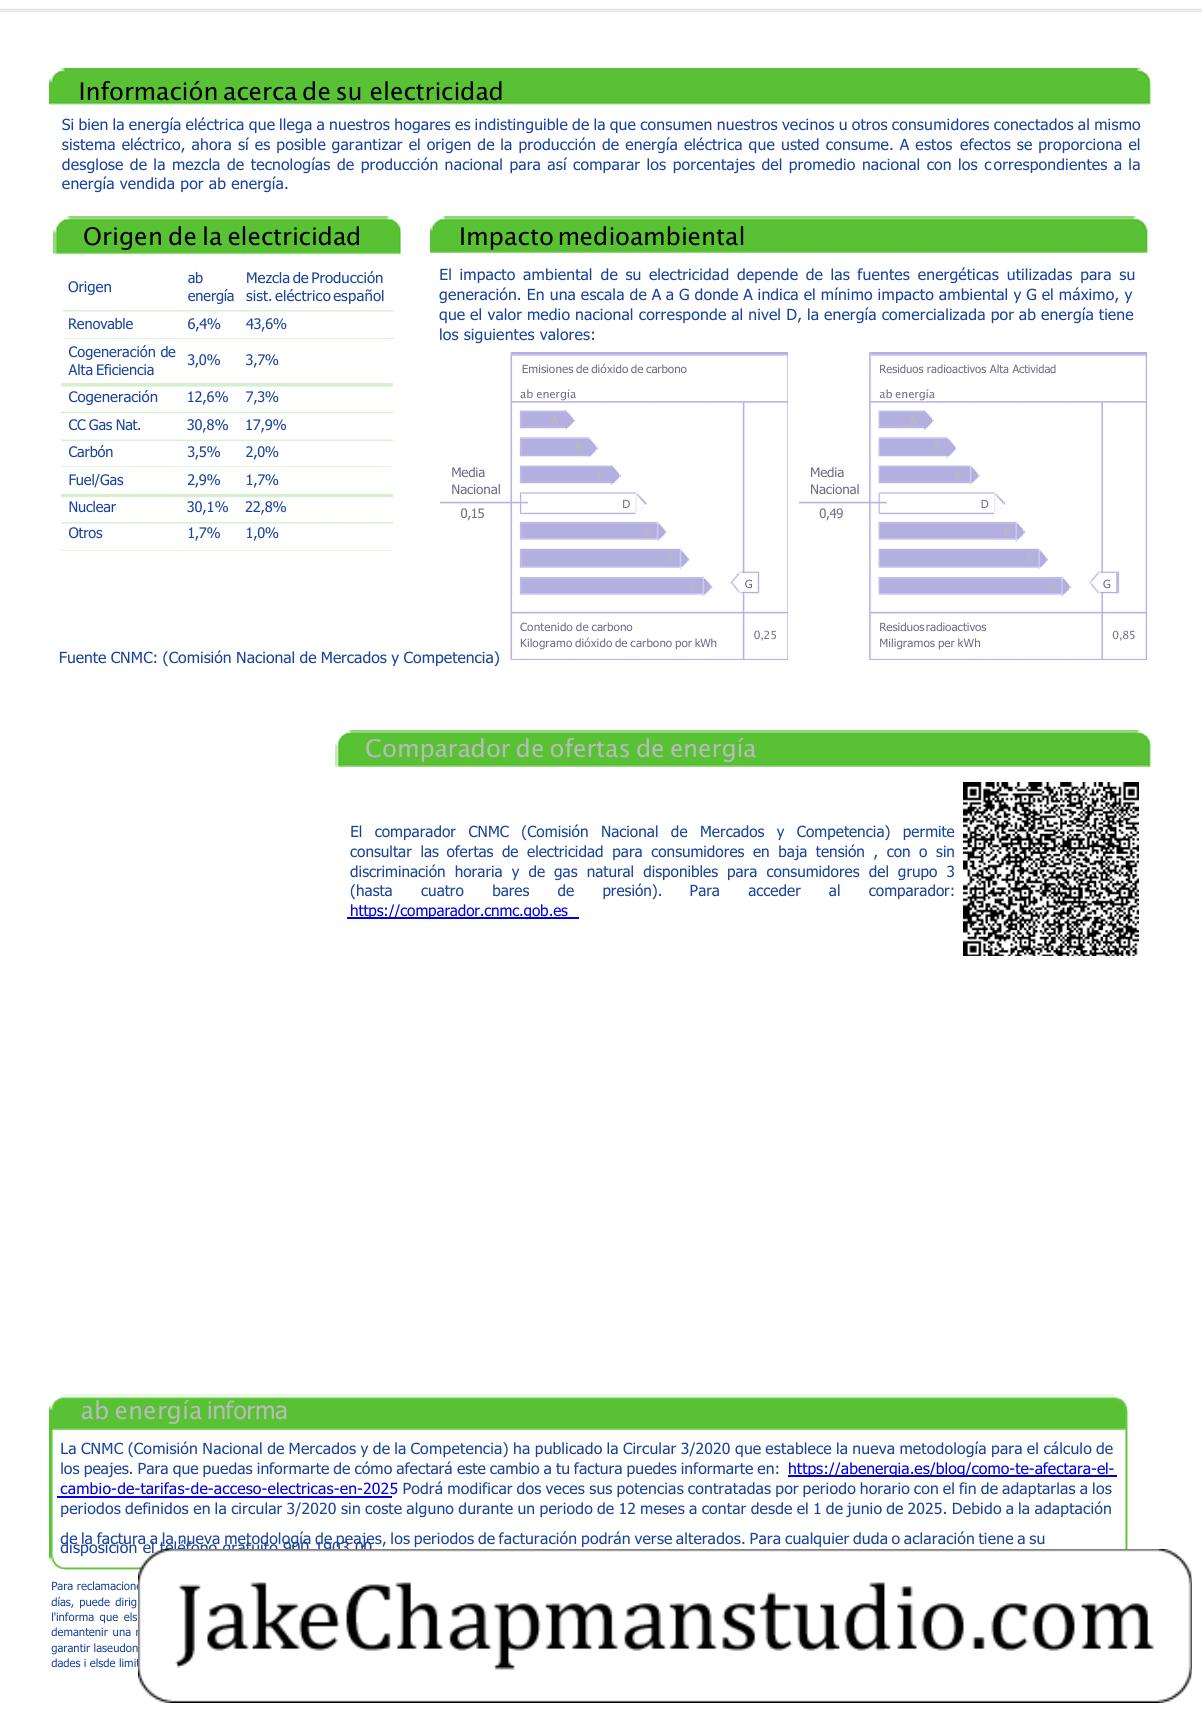 Información acerca de su electricidad
Si bien la energía eléctrica que llega a nuestros hogares es indistinguible de la que consumen nuestros vecinos u otros consumidores conectados al mismo
sistema eléctrico, ahora sí es posible garantizar el origen de la producción de energía eléctrica que usted consume. A estos efectos se proporciona el
desglose de la mezcla de tecnologías de producción nacional para así comparar los porcentajes del promedio nacional con los correspondientes a la
energía vendida por ab energía.
Origen de la electricidad
Origen ab energía Mezcla de Producción sist. eléctrico español
Renovable 6,4% 43,6%
Cogeneración de Alta Eficiencia 3,0% 3,7%
Cogeneración 12,6% 7,3%
CC Gas Nat. 30,8% 17,9%
Carbón 3,5% 2,0%
Fuel/Gas 2,9% 1,7%
Nuclear 30,1% 22,8%
Otros 1,7% 1,0%
Fuente CNMC: (Comisión Nacional de Mercados y Competencia)
Impacto medioambiental
El impacto ambiental de su electricidad depende de las fuentes energéticas utilizadas para su
generación. En una escala de A a G donde A indica el mínimo impacto ambiental y G el máximo, y
que el valor medio nacional corresponde al nivel D, la energía comercializada por ab energía tiene
los siguientes valores:
Emisiones de dióxido de carbono
ab energía
Media
Nacional
0,15
D
G
Contenido de carbono
Kilogramo dióxido de carbono por kWh
0,25
Residuos radioactivos Alta Actividad
ab energía
Media
Nacional
0,49
D
G
Residuos radioactivos
Miligramos per kWh
0,85
Comparador de ofertas de energía
El comparador CNMC (Comisión Nacional de Mercados y Competencia) permite
consultar las ofertas de electricidad para consumidores en baja tensión , con o sin
discriminación horaria y de gas natural disponibles para consumidores del grupo 3
(hasta cuatro bares de presión). Para acceder al comparador:
https://comparador.cnmc.gob.es
ab energía informa
La CNMC (Comisión Nacional de Mercados y de la Competencia) ha publicado la Circular 3/2020 que establece la nueva metodología para el cálculo de
los peajes. Para que puedas informarte de cómo afectará este cambio a tu factura puedes informarte en: https://abenergia.es/blog/como-te-afectara-el-
cambio-de-tarifas-de-acceso-electricas-en-2025 Podrá modificar dos veces sus potencias contratadas por periodo horario con el fin de adaptarlas a los
periodos definidos en la circular 3/2020 sin coste alguno durante un periodo de 12 meses a contar desde el 1 de junio de 2025. Debido a la adaptación
de la factura a la nueva metodología de peajes, los periodos de facturación podrán verse alterados. Para cualquier duda o aclaración tiene a su
disposición el teléfono gratuito
Para
días, puede
l'informa que els
demantener una
garantir laseudon
dades i elsde
JakeChapmanstudio.com